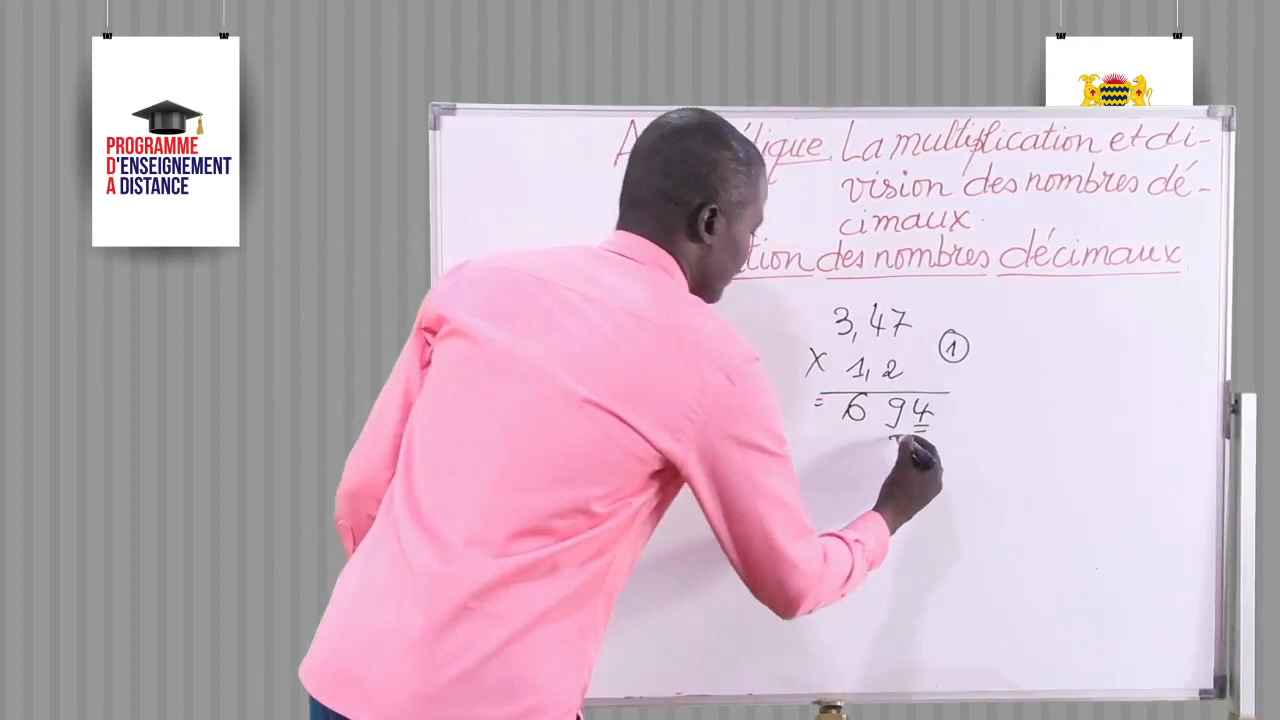 PROGRAMME
D'ENSEIGNEMENT
A DISTANCE
La multiplication et di-
vision des nombres dé-
cimaux.
des nombres décimaux.
3,47
x 1,2
①
= 6 94